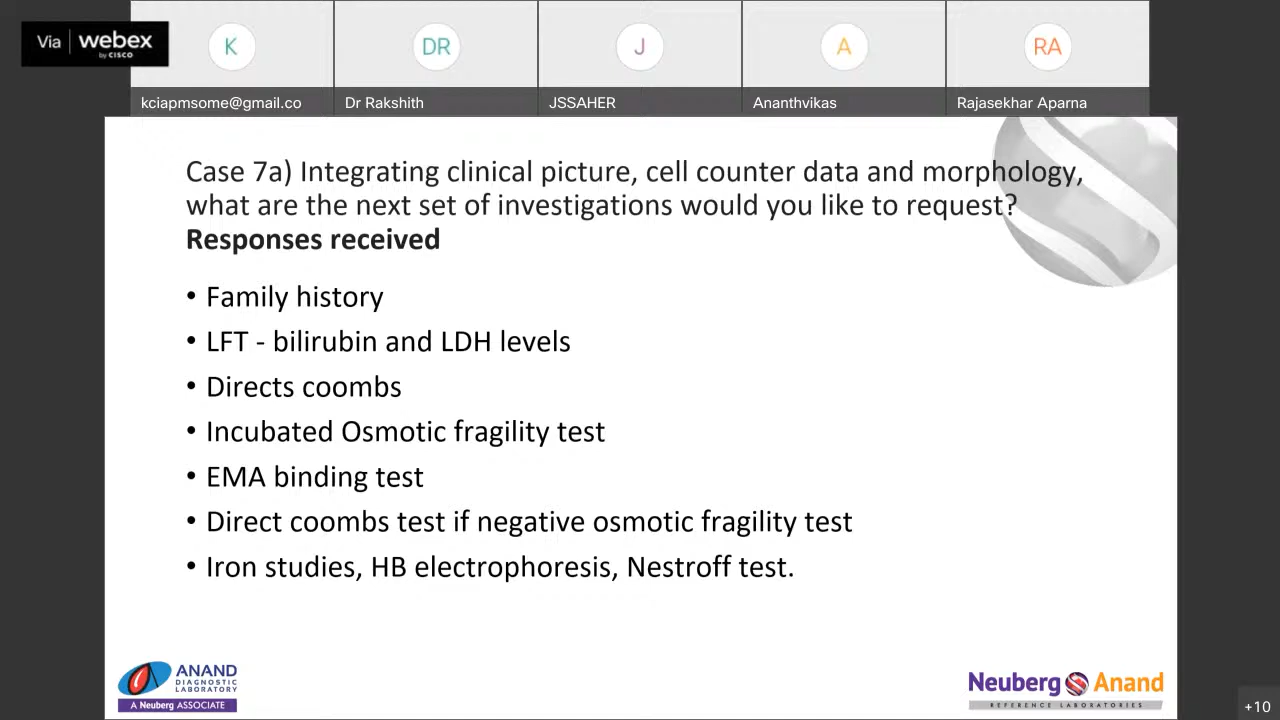 Via webex
by CISCO
K
DR
J
A
RA
kciapmsome@gmail.co
Dr Rakshith
JSSAHER
Ananthvikas
Rajasekhar Aparna
Case 7a) Integrating clinical picture, cell counter data and morphology,
what are the next set of investigations would you like to request?
Responses received
• Family history
• LFT - bilirubin and LDH levels
• Directs coombs
• Incubated Osmotic fragility test
• EMA binding test
• Direct coombs test if negative osmotic fragility test
• Iron studies, HB electrophoresis, Nestroff test.
ANAND
DIAGNOSTIC
LABORATORY
A Neuberg ASSOCIATE
Neuberg Anand
REFERENCE LABORATORIES
+10